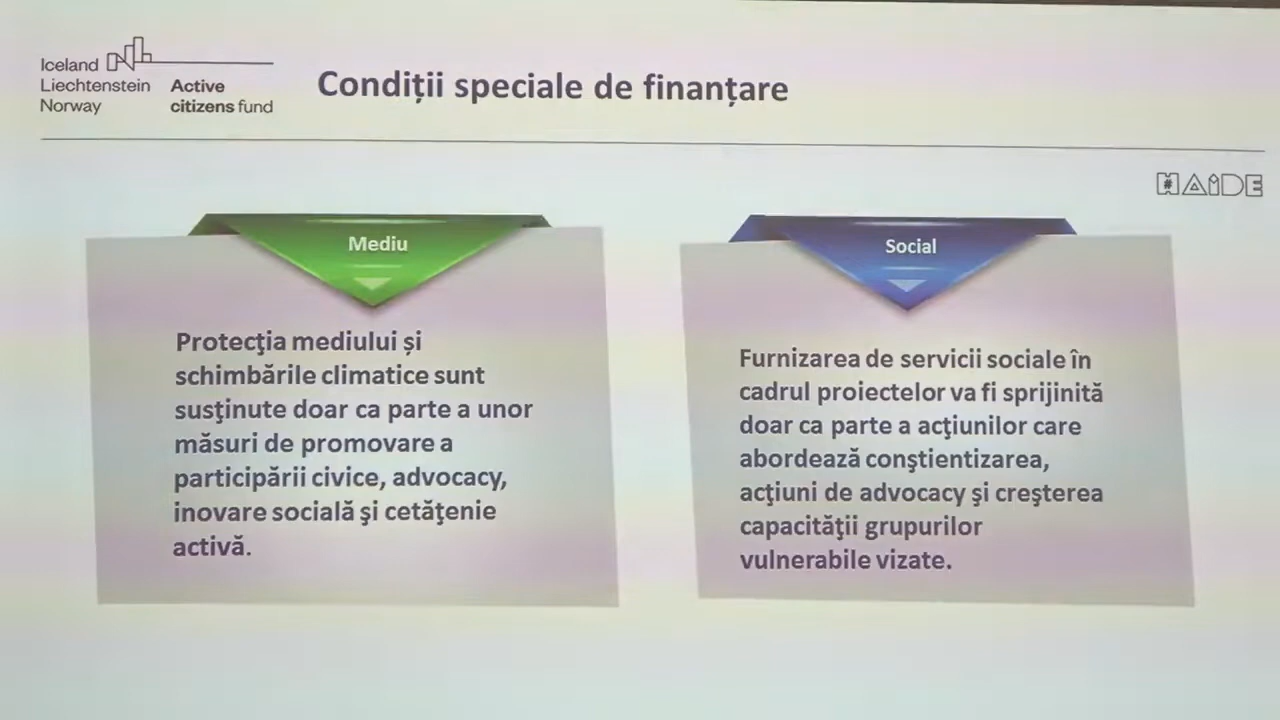 Iceland
Liechtenstein
Norway
Active
citizens fund
Condiții speciale de finanțare
#HAIDE
Mediu
Protecţia mediului și
schimbările climatice sunt
susţinute doar ca parte a unor
măsuri de promovare a
participării civice, advocacy,
inovare socială şi cetăţenie
activă.
Social
Furnizarea de servicii sociale în
cadrul proiectelor va fi sprijinită
doar ca parte a acţiunilor care
abordează conştientizarea,
acţiuni de advocacy şi creşterea
capacităţii grupurilor
vulnerabile vizate.